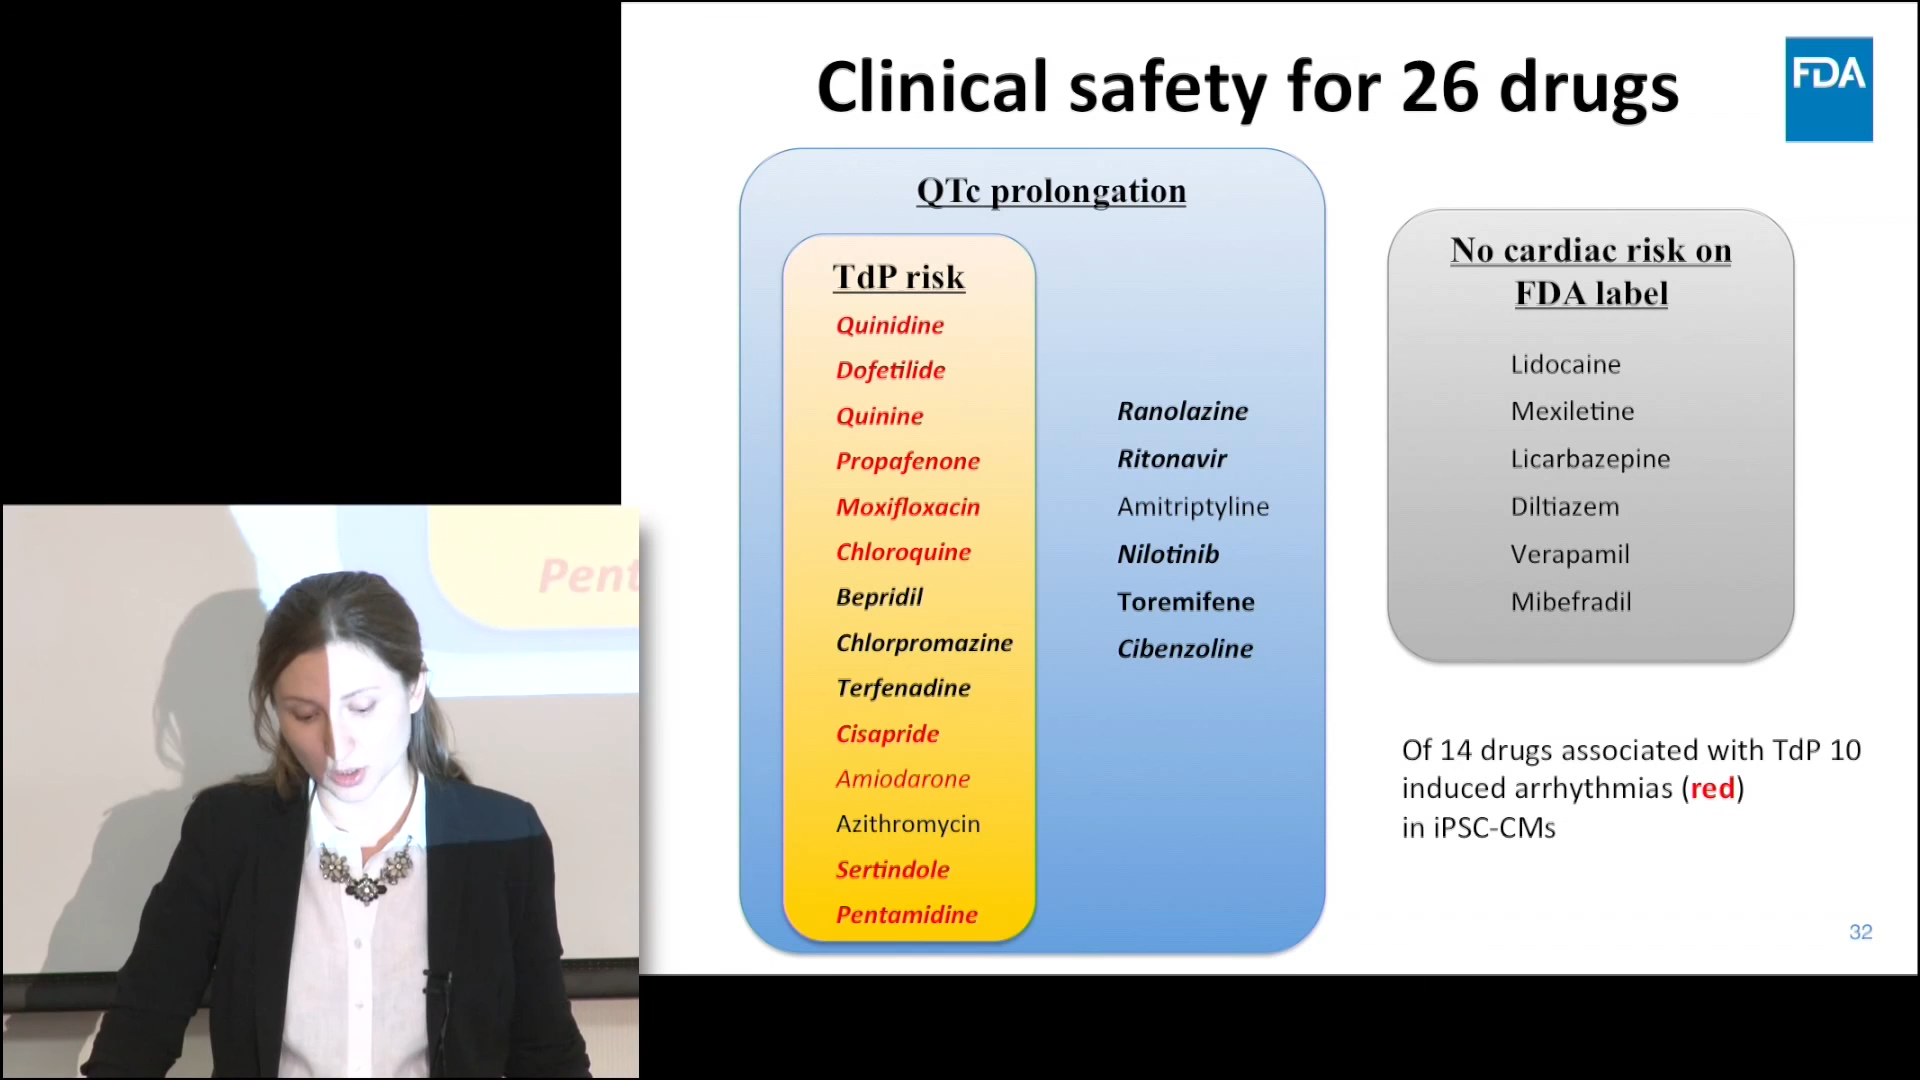 Clinical safety for 26 drugs
FDA
QTc prolongation
TdP risk
Quinidine
Dofetilide
Quinine
Propafenone
Moxifloxacin
Chloroquine
Bepridil
Chlorpromazine
Terfenadine
Cisapride
Amiodarone
Azithromycin
Sertindole
Pentamidine
Ranolazine
Ritonavir
Amitriptyline
Nilotinib
Toremifene
Cibenzoline
No cardiac risk on
FDA label
Lidocaine
Mexiletine
Licarbazepine
Diltiazem
Verapamil
Mibefradil
Of 14 drugs associated with TdP 10
induced arrhythmias (red)
in iPSC-CMs
32
Pent